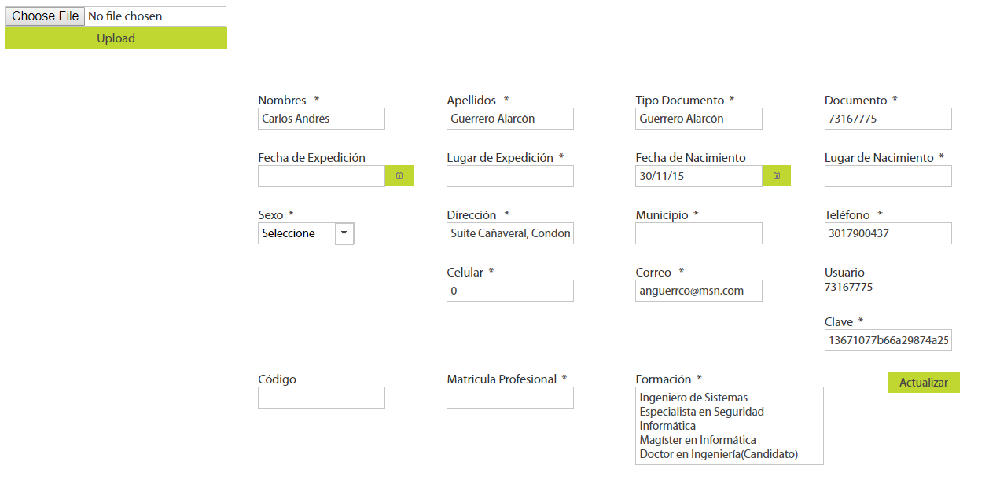 Choose File No file chosen
Upload
Nombres * Apellidos * Tipo Documento * Documento *
Carlos Andrés Guerrero Alarcón Guerrero Alarcón 73167775
Fecha de Expedición Lugar de Expedición * Fecha de Nacimiento Lugar de Nacimiento *
30/11/15
Sexo * Dirección * Municipio * Teléfono *
Seleccione Suite Cañaveral, Condon 3017900437
Celular * Correo * Usuario
0 anguerrco@msn.com 73167775
Clave *
13671077b66a29874a25
Código Matricula Profesional * Formación * Actualizar
Ingeniero de Sistemas
Especialista en Seguridad
Informática
Magíster en Informática
Doctor en Ingeniería(Candidato)